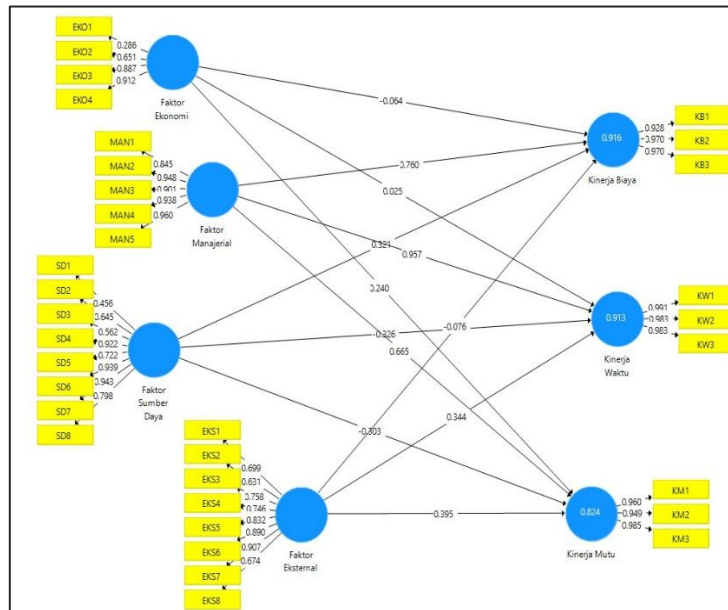 EKO1
EKO2
EKO3
EKO4
0.286
0.651
0.887
0.912
Faktor
Ekonomi
MAN1
MAN2
MAN3
MAN4
MAN5
0.845
0.948
0.901
0.938
0.960
Faktor
Manajerial
SD1
SD2
SD3
SD4
SD5
SD6
SD7
SD8
0.456
0.645
0.562
0.922
0.722
0.939
0.943
0.798
Faktor
Sumber
Daya
EKS1
EKS2
EKS3
EKS4
EKS5
EKS6
EKS7
EKS8
0.699
0.631
0.758
0.746
0.832
0.890
0.907
0.674
Faktor
Eksternal
-0.064
0.760
0.025
0.321
0.957
0.240
-0.326
-0.076
0.665
0.344
-0.303
0.395
0.916
Kinerja Biaya
0.928
0.970
0.970
KB1
KB2
KB3
0.913
Kinerja
Waktu
0.991
0.983
0.983
KW1
KW2
KW3
0.824
Kinerja Mutu
0.960
0.949
0.985
KM1
KM2
KM3